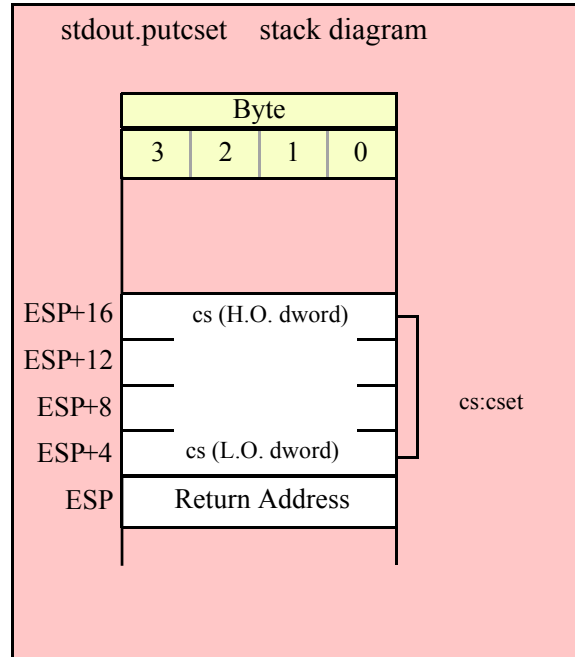 stdout.putcset stack diagram
Byte
3 2 1 0
ESP+16 cs (H.O. dword)
ESP+12
ESP+8 cs:cset
ESP+4 cs (L.O. dword)
ESP Return Address